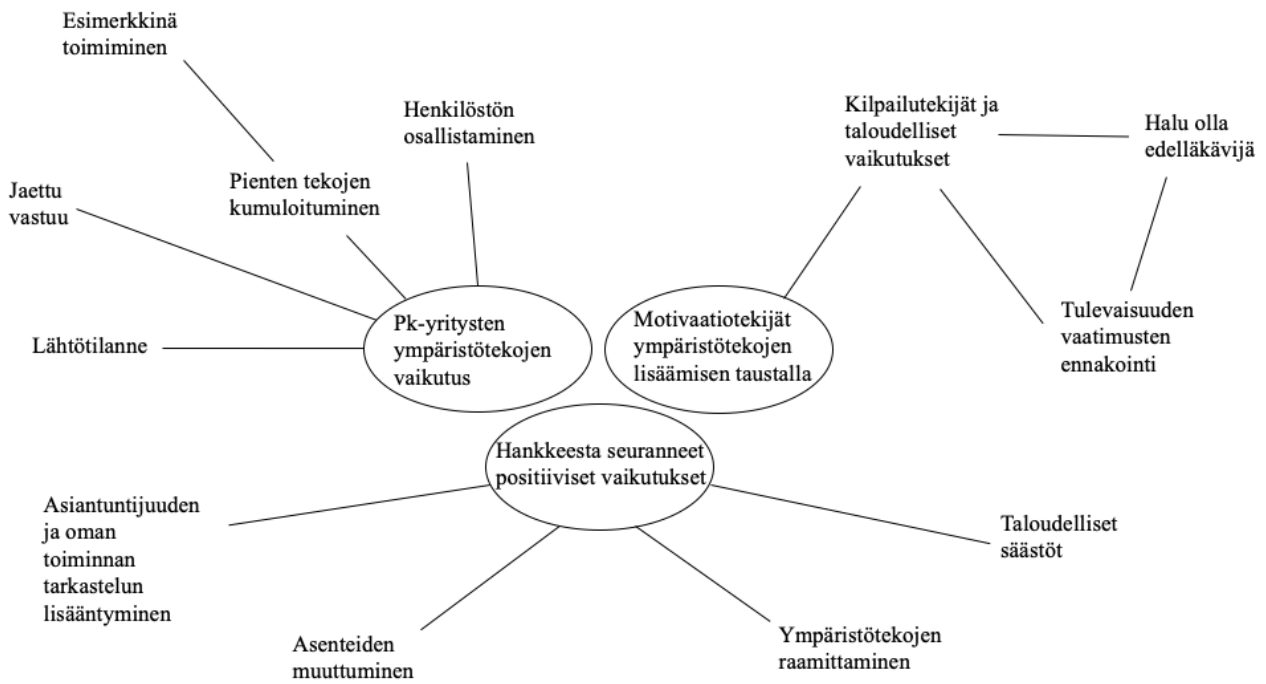 Esimerkkinä
toimiminen
Henkilöstön
osallistaminen
Kilpailutekijät ja
taloudelliset
vaikutukset
Halu olla
edelläkävijä
Jaettu
vastuu
Pienten tekojen
kumuloituminen
Tulevaisuuden
vaatimusten
ennakointi
Lähtötilanne
Pk-yritysten
ympäristötekojen
vaikutus
Motivaatiotekijät
ympäristötekojen
lisäämisen taustalla
Hankkeesta seuranneet
positiiviset vaikutukset
Asiantuntijuuden
ja oman
toiminnan
tarkastelun
lisääntyminen
Taloudelliset
säästöt
Asenteiden
muuttuminen
Ympäristötekojen
raamittaminen